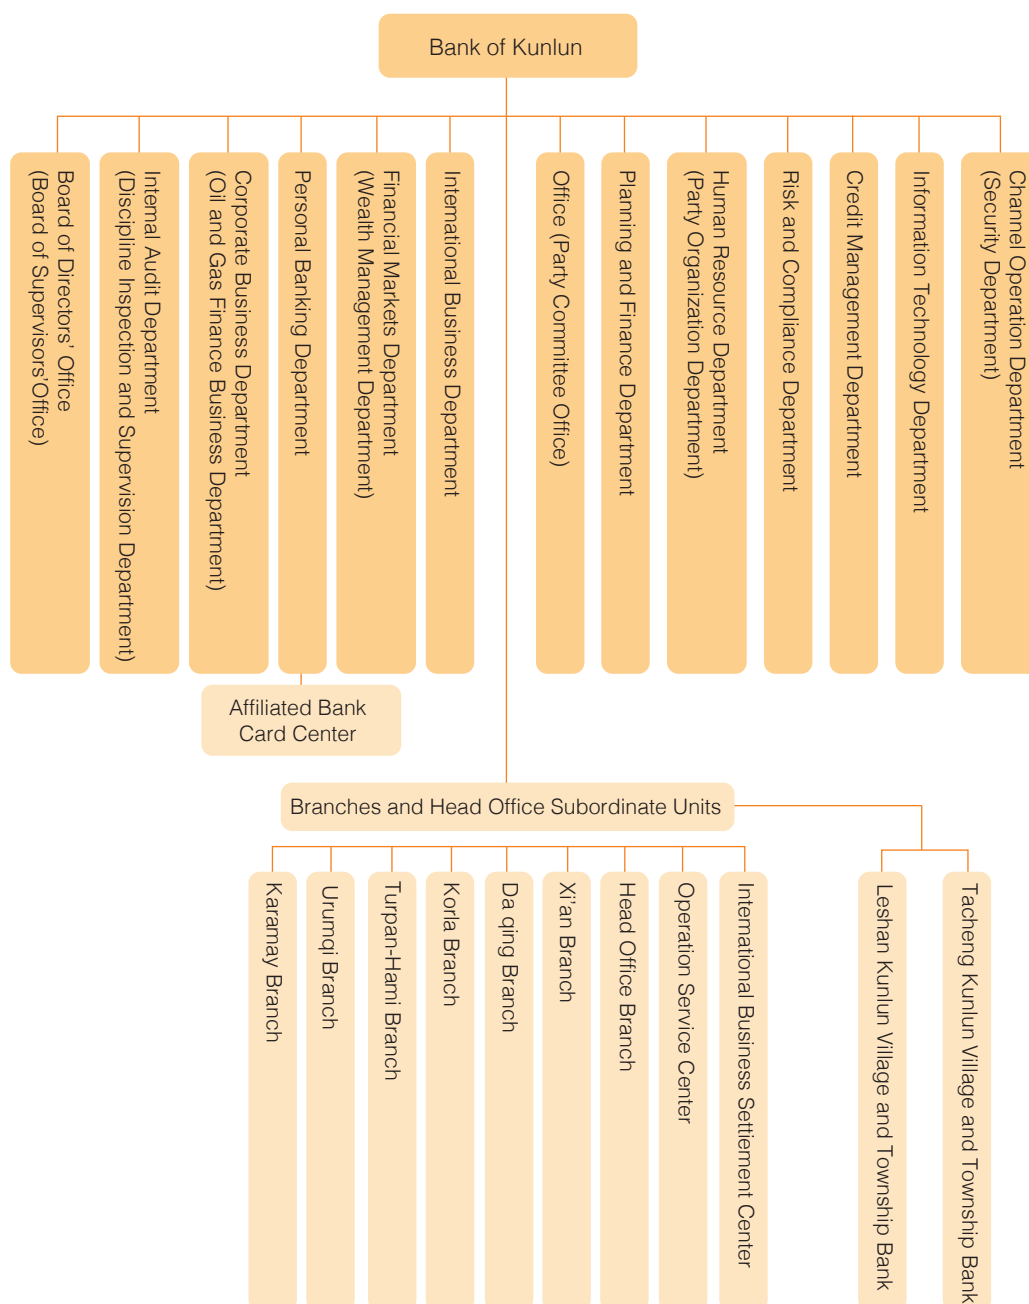 Bank of Kunlun
Board of Directors’ Office
(Board of Supervisors’Office)
Internal Audit Department
(Discipline Inspection and Supervision Department)
Corporate Business Department
(Oil and Gas Finance Business Department)
Personal Banking Department
Financial Markets Department
(Wealth Management Department)
International Business Department
Office (Party Committee Office)
Planning and Finance Department
Human Resource Department
(Party Organization Department)
Risk and Compliance Department
Credit Management Department
Information Technology Department
Channel Operation Department
(Security Department)
Affiliated Bank
Card Center
Branches and Head Office Subordinate Units
Karamay Branch
Urumqi Branch
Turpan-Hami Branch
Korla Branch
Da qing Branch
Xi’an Branch
Head Office Branch
Operation Service Center
International Business Settiement Center
Leshan Kunlun Village and Township Bank
Tacheng Kunlun Village and Township Bank